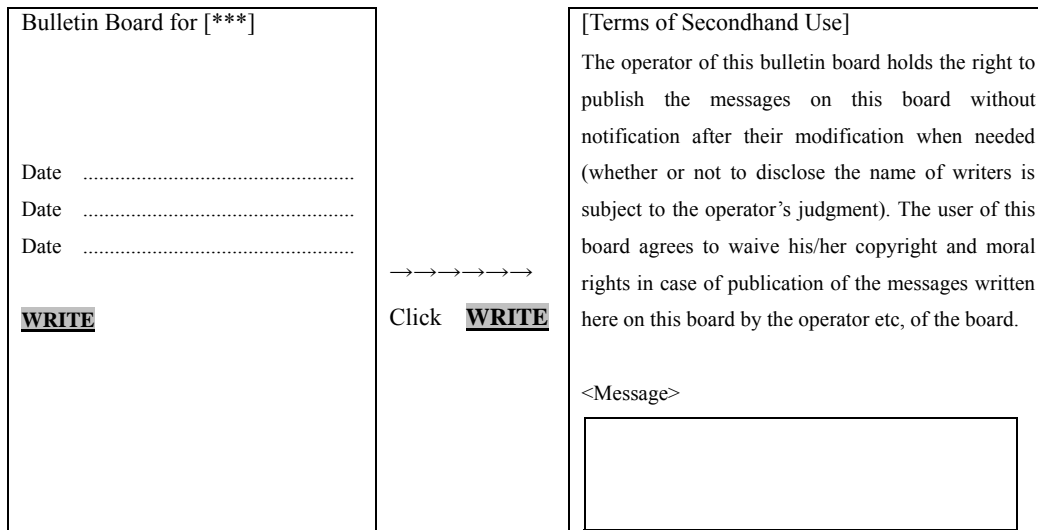 Bulletin Board for [***]
Date ....................................................
Date ....................................................
Date ....................................................
WRITE
→→→→→→
Click WRITE
[Terms of Secondhand Use]
The operator of this bulletin board holds the right to
publish the messages on this board without
notification after their modification when needed
(whether or not to disclose the name of writers is
subject to the operator’s judgment). The user of this
board agrees to waive his/her copyright and moral
rights in case of publication of the messages written
here on this board by the operator etc, of the board.
<Message>